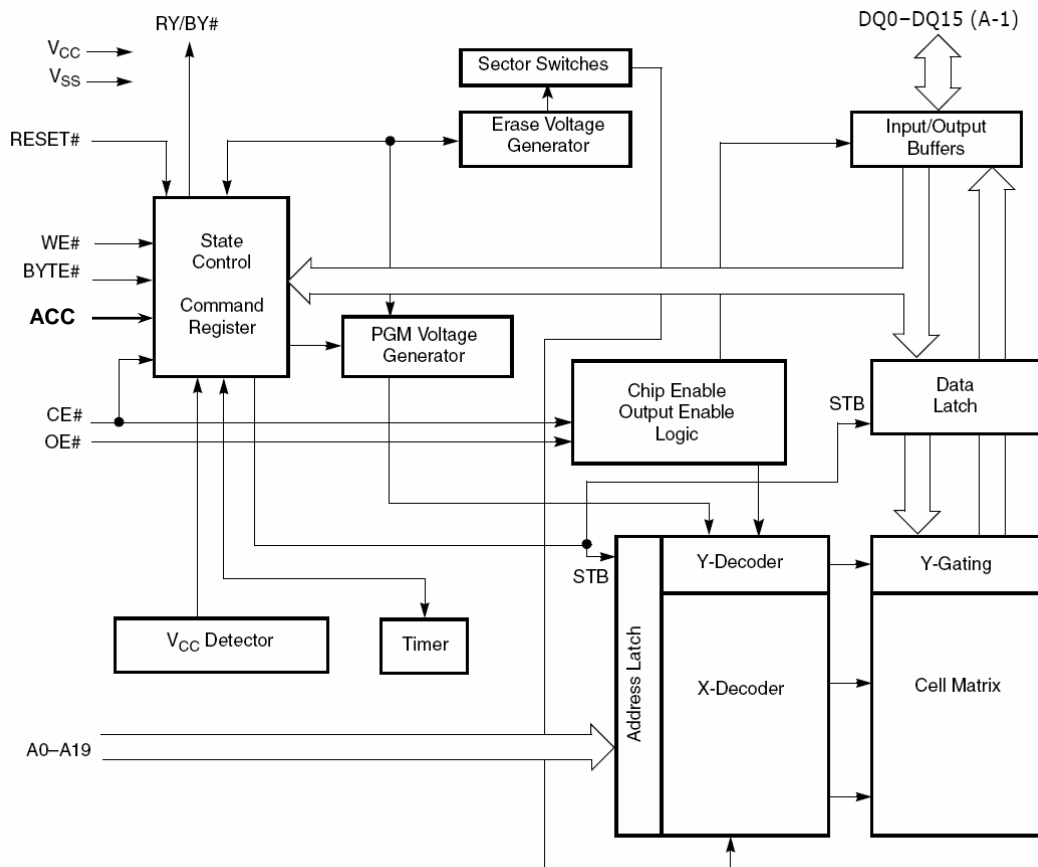 RY/BY#
DQ0–DQ15 (A-1)
VCC
VSS
Sector Switches
RESET#
Erase Voltage
Generator
Input/Output
Buffers
WE#
BYTE#
ACC
State
Control
Command
Register
PGM Voltage
Generator
CE#
OE#
Chip Enable
Output Enable
Logic
STB
Data
Latch
STB
Y-Decoder
Y-Gating
VCC Detector
Timer
Address Latch
X-Decoder
Cell Matrix
A0–A19